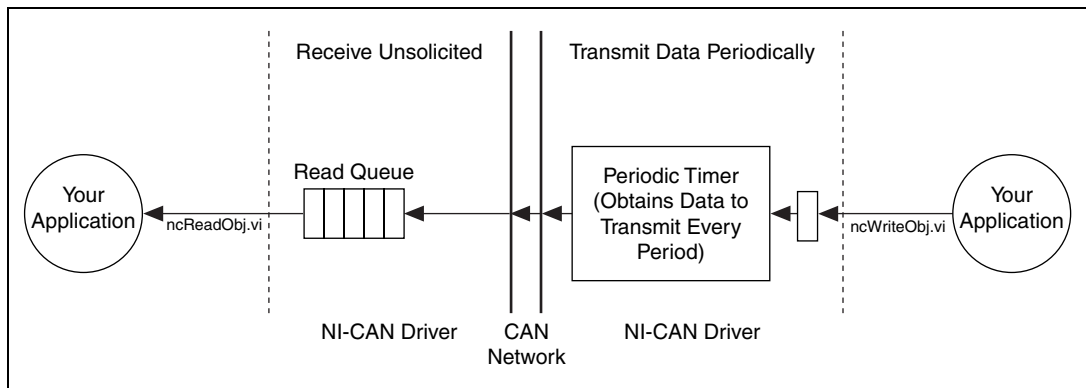 Receive Unsolicited
Transmit Data Periodically
Your
Application
ncReadObj.vi
Read Queue
Periodic Timer
(Obtains Data to
Transmit Every
Period)
ncWriteObj.vi
Your
Application
NI-CAN Driver
CAN
Network
NI-CAN Driver